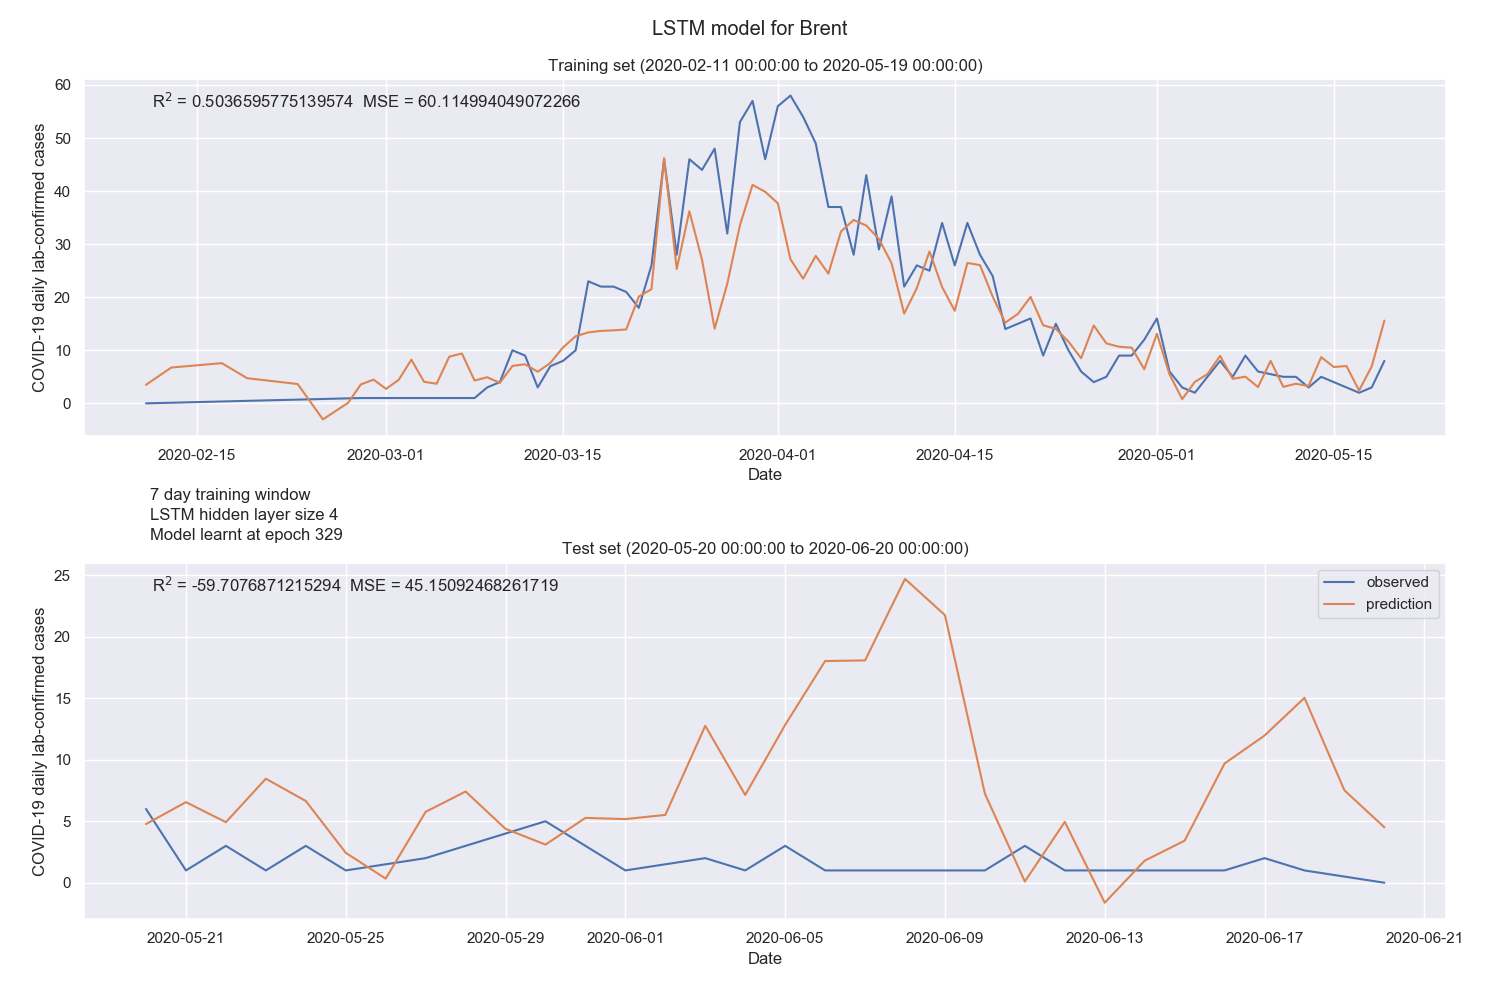 LSTM model for Brent
Training set (2020-02-11 00:00:00 to 2020-05-19 00:00:00)
R² = 0.5036595775139574 MSE = 60.114994049072266
COVID-19 daily lab-confirmed cases
60
50
40
30
20
10
0
2020-02-15 2020-03-01 2020-03-15 2020-04-01 2020-04-15 2020-05-01 2020-05-15
Date
7 day training window
LSTM hidden layer size 4
Model learnt at epoch 329
Test set (2020-05-20 00:00:00 to 2020-06-20 00:00:00)
R² = -59.7076871215294 MSE = 45.15092468261719
observed
prediction
COVID-19 daily lab-confirmed cases
25
20
15
10
5
0
2020-05-21 2020-05-25 2020-05-29 2020-06-01 2020-06-05 2020-06-09 2020-06-13 2020-06-17 2020-06-21
Date